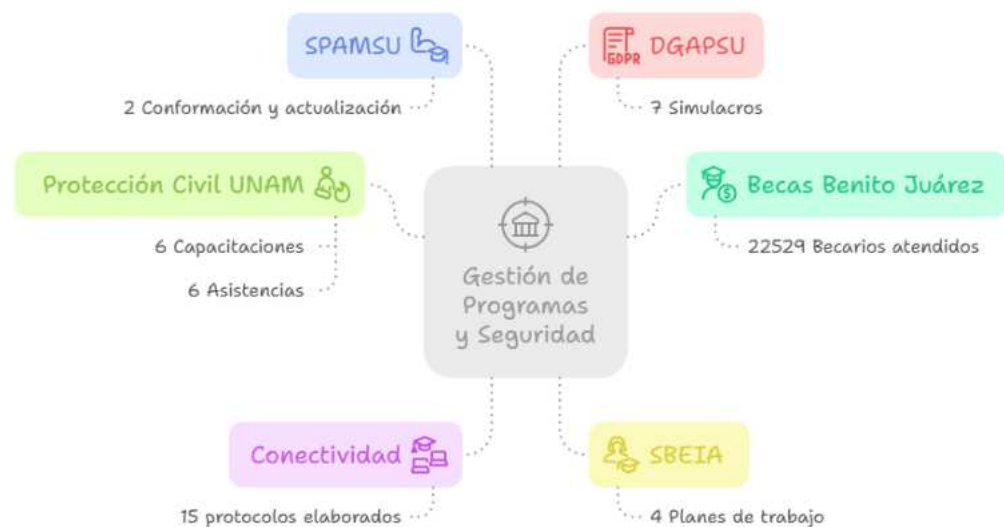 SPAMSU
2 Conformación y actualización
DGAPSU
GDPR
7 Simulacros
Protección Civil UNAM
6 Capacitaciones
6 Asistencias
Becas Benito Juárez
22529 Becarios atendidos
Gestión de
Programas
y Seguridad
Conectividad
15 protocolos elaborados
SBEIA
4 Planes de trabajo